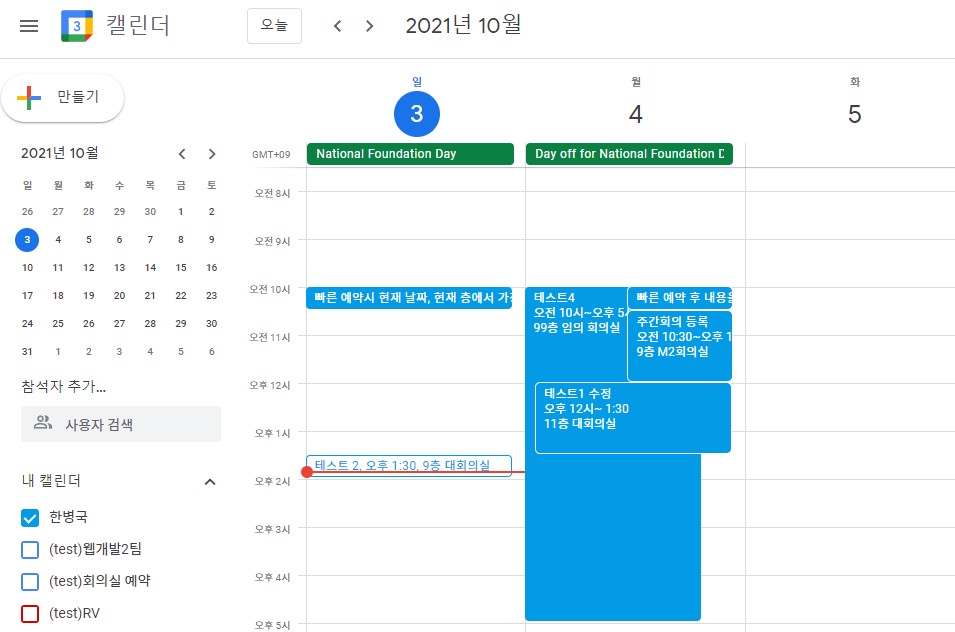 3
캘린더
오늘
2021년 10월
만들기
일
3
월
4
화
5
2021년 10월
일 월 화 수 목 금 토
26 27 28 29 30 1 2
3 4 5 6 7 8 9
10 11 12 13 14 15 16
17 18 19 20 21 22 23
24 25 26 27 28 29 30
31 1 2 3 4 5 6
참석자 추가...
사용자 검색
내 캘린더
한병국
(test)웹개발2팀
(test)회의실 예약
(test)RV
GMT+09
National Foundation Day
Day off for National Foundation D
오전 8시
오전 9시
오전 10시
오전 11시
오후 12시
오후 1시
오후 2시
오후 3시
오후 4시
오후 5시
빠른 예약시 현재 날짜, 현재 층에서
테스트 2, 오후 1:30, 9층 대회의실
테스트4
오전 10시~오후 5
99층 임의 회의실
빠른 예약 후 내용을
주간회의 등록
오전 10:30~오후 1
9층 M2회의실
테스트1 수정
오후 12시~ 1:30
11층 대회의실